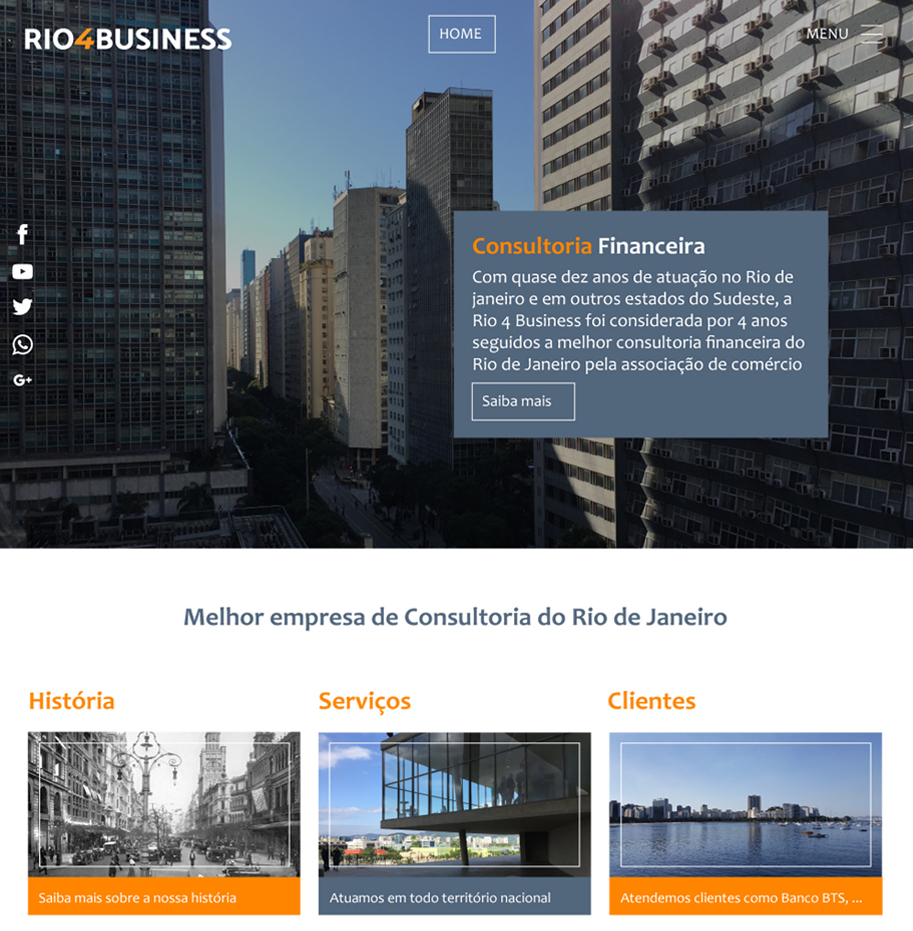 RIO4BUSINESS
HOME
MENU
Consultoria Financeira
Com quase dez anos de atuação no Rio de
janeiro e em outros estados do Sudeste, a
Rio 4 Business foi considerada por 4 anos
seguidos a melhor consultoria financeira do
Rio de Janeiro pela associação de comércio
Saiba mais
G+
Melhor empresa de Consultoria do Rio de Janeiro
História
Serviços
Clientes
Saiba mais sobre a nossa história
Atuamos em todo território nacional
Atendemos clientes como Banco BTS, ...